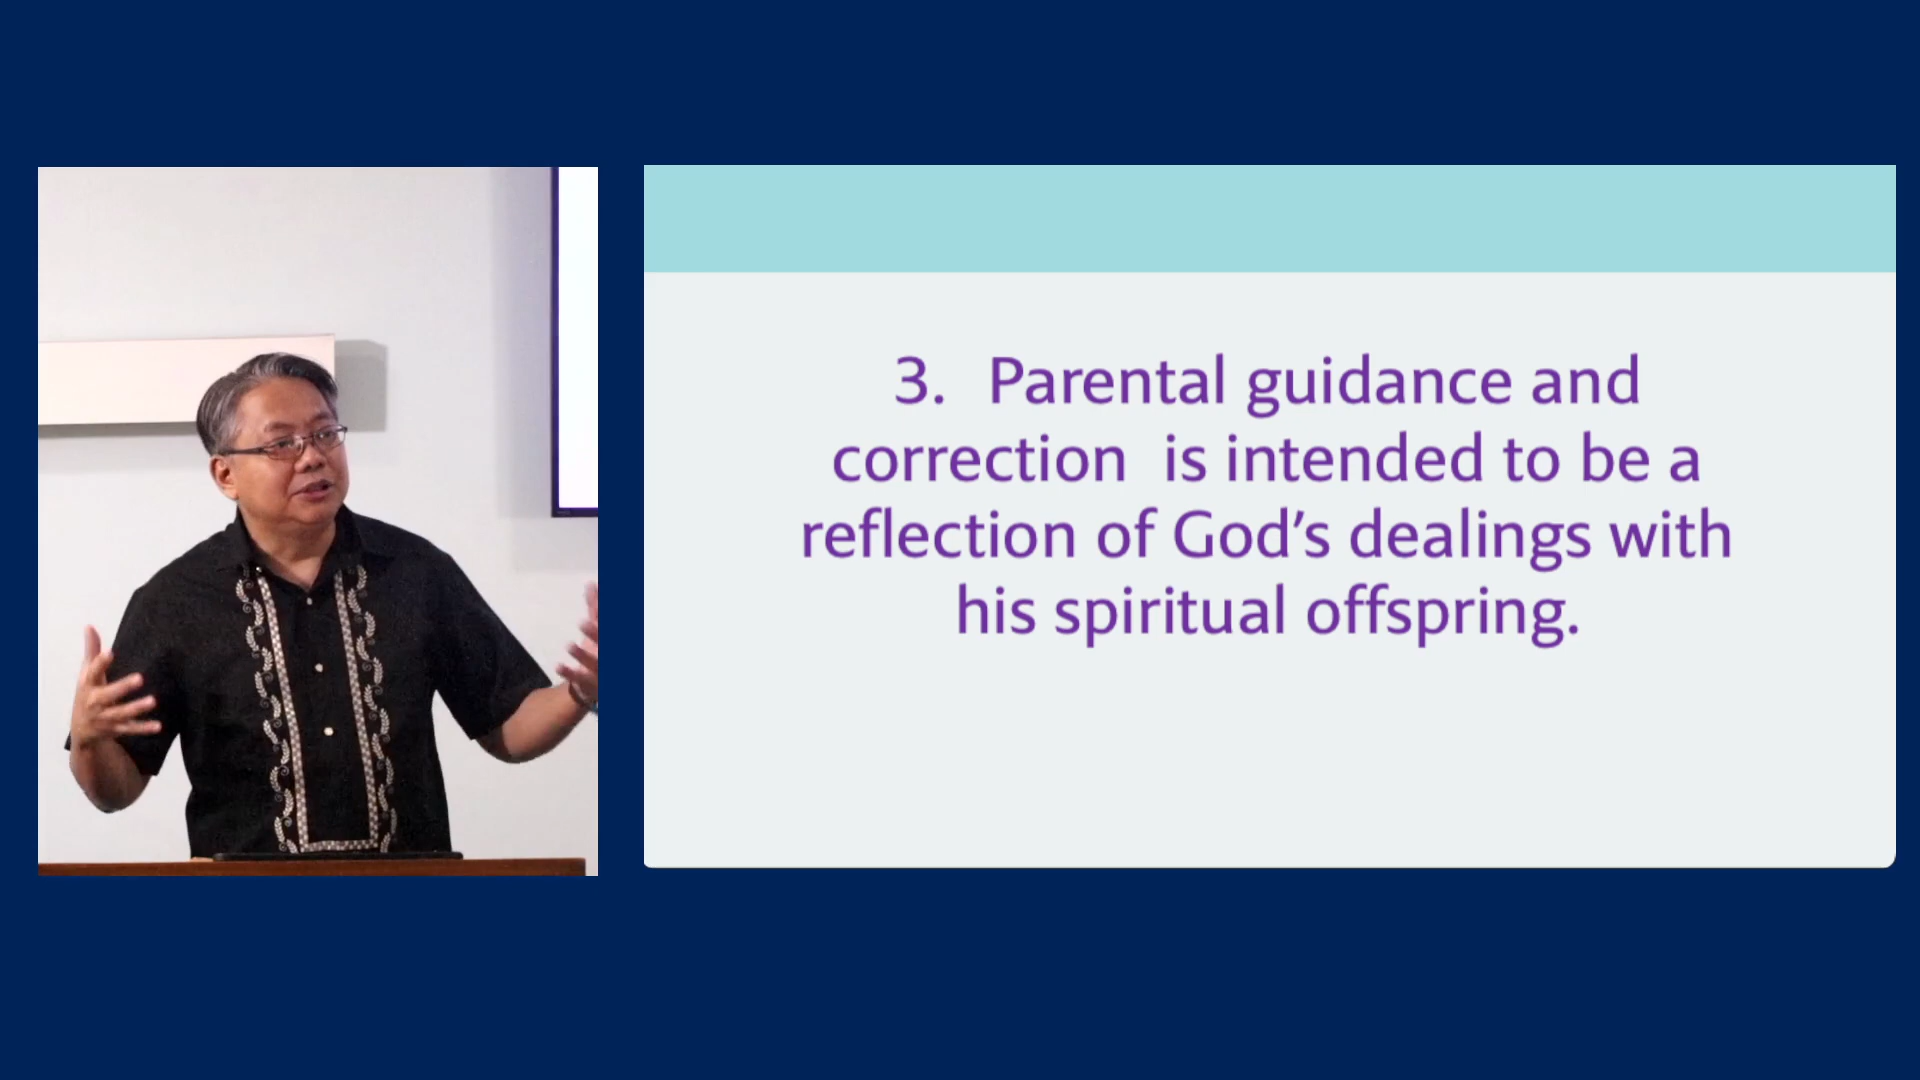 3. Parental guidance and
correction is intended to be a
reflection of God’s dealings with
his spiritual offspring.